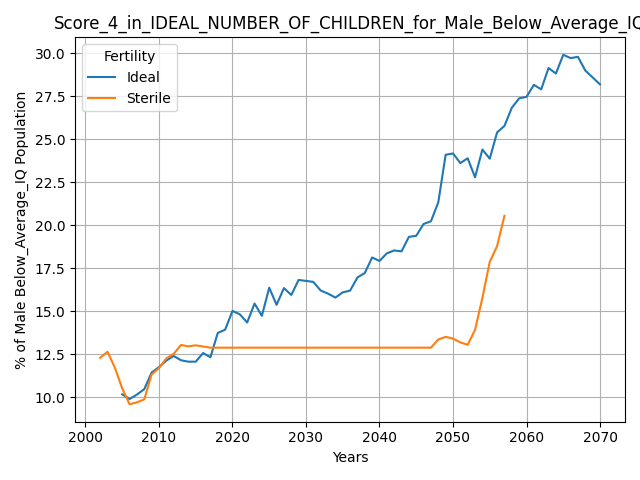 Score_4_in_IDEAL_NUMBER_OF_CHILDREN_for_Male_Below_Average_IQ
Fertility
Ideal
Sterile
% of Male Below_Average_IQ Population
30.0
27.5
25.0
22.5
20.0
17.5
15.0
12.5
10.0
2000 2010 2020 2030 2040 2050 2060 2070
Years